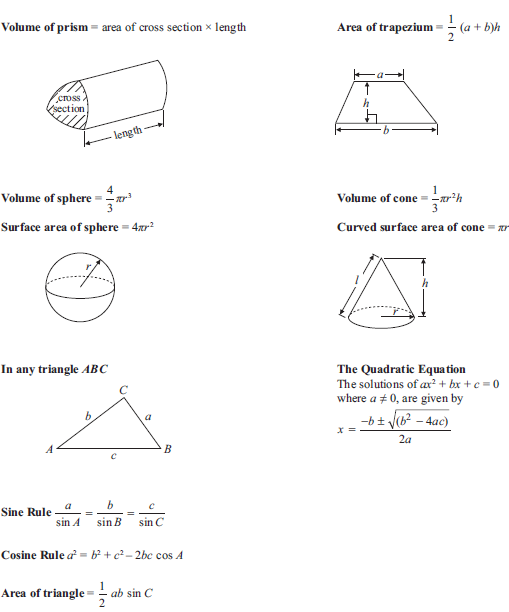 Volume of prism = area of cross section × length
cross
section
length
Area of trapezium = 1/2 (a + b)h
a
h
b
Volume of sphere = 4/3 πr³
Surface area of sphere = 4πr²
r
Volume of cone = 1/3 πr²h
Curved surface area of cone = πr
l
h
r
In any triangle ABC
C
b
a
A
B
c
The Quadratic Equation
The solutions of ax² + bx + c = 0
where a ≠ 0, are given by
x = −b ± √(b² − 4ac) / 2a
Sine Rule a/sin A = b/sin B = c/sin C
Cosine Rule a² = b² + c² – 2bc cos A
Area of triangle = 1/2 ab sin C